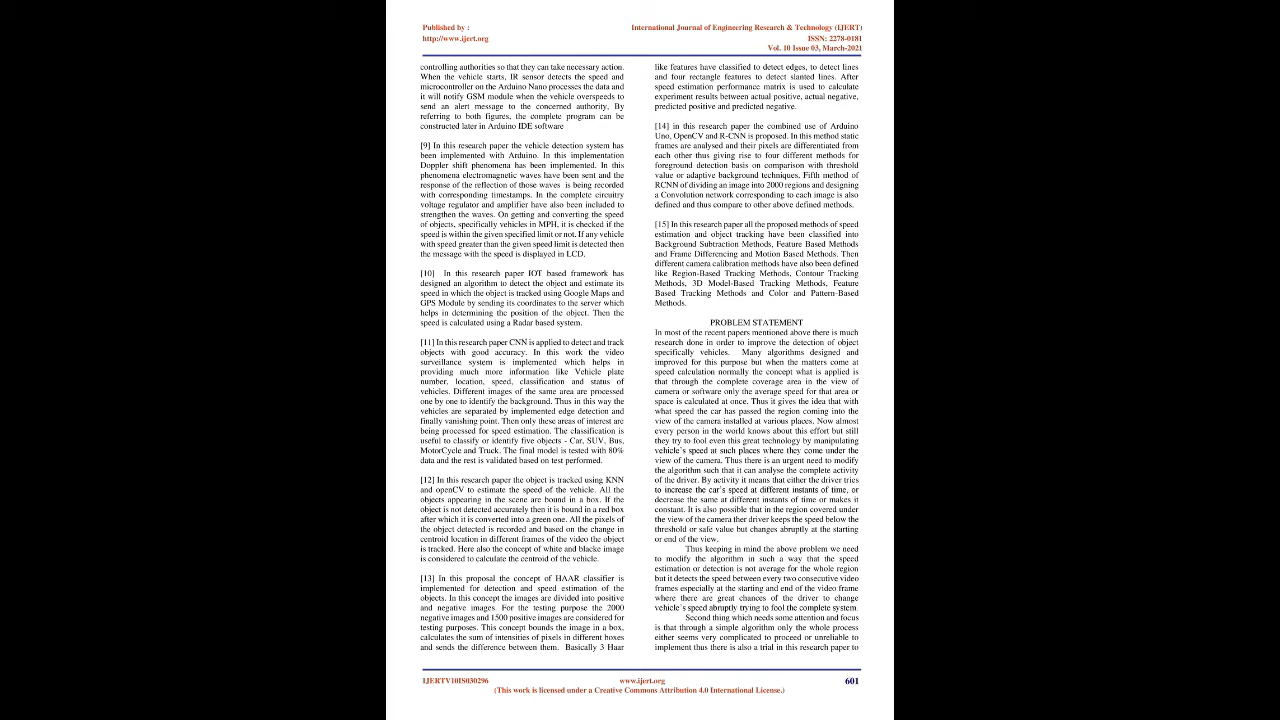 Published by :
http://www.ijert.org
International Journal of Engineering Research & Technology (IJERT)
ISSN: 2278-0181
Vol. 10 Issue 03, March-2021
controlling authorities so that they can take necessary action.
When the vehicle starts, IR sensor detects the speed and
microcontroller on the Arduino Nano processes the data and
it will notify GSM module when the vehicle overspeeds to
send an alert message to the concerned authority, By
referring to both figures, the complete program can be
constructed later in Arduino IDE software
[9] In this research paper the vehicle detection system has
been implemented with Arduino. In this implementation
Doppler shift phenomena has been implemented. In this
phenomena electromagnetic waves have been sent and the
response of the reflection of those waves is being recorded
with corresponding timestamps. In the complete circuitry
voltage regulator and amplifier have also been included to
strengthen the waves. On getting and converting the speed
of objects, specifically vehicles in MPH, it is checked if the
speed is within the given specified limit or not. If any vehicle
with speed greater than the given speed limit is detected then
the message with the speed is displayed in LCD.
[10] In this research paper IOT based framework has
designed an algorithm to detect the object and estimate its
speed in which the object is tracked using Google Maps and
GPS Module by sending its coordinates to the server which
helps in determining the position of the object. Then the
speed is calculated using a Radar based system.
[11] In this research paper CNN is applied to detect and track
objects with good accuracy. In this work the video
surveillance system is implemented which helps in
providing much more information like Vehicle plate
number, location, speed, classification and status of
vehicles. Different images of the same area are processed
one by one to identify the background. Thus in this way the
vehicles are separated by implemented edge detection and
finally vanishing point. Then only these areas of interest are
being processed for speed estimation. The classification is
useful to classify or identify five objects - Car, SUV, Bus,
MotorCycle and Truck. The final model is tested with 80%
data and the rest is validated based on test performed.
[12] In this research paper the object is tracked using KNN
and openCV to estimate the speed of the vehicle. All the
objects appearing in the scene are bound in a box. If the
object is not detected accurately then it is bound in a red box
after which it is converted into a green one. All the pixels of
the object detected is recorded and based on the change in
centroid location in different frames of the video the object
is tracked. Here also the concept of white and blacke image
is considered to calculate the centroid of the vehicle.
[13] In this proposal the concept of HAAR classifier is
implemented for detection and speed estimation of the
objects. In this concept the images are divided into positive
and negative images. For the testing purpose the 2000
negative images and 1500 positive images are considered for
testing purposes. This concept bounds the image in a box,
calculates the sum of intensities of pixels in different boxes
and sends the difference between them. Basically 3 Haar
like features have classified to detect edges, to detect lines
and four rectangle features to detect slanted lines. After
speed estimation performance matrix is used to calculate
experiment results between actual positive, actual negative,
predicted positive and predicted negative.
[14] in this research paper the combined use of Arduino
Uno, OpenCV and R-CNN is proposed. In this method static
frames are analysed and their pixels are differentiated from
each other thus giving rise to four different methods for
foreground detection basis on comparison with threshold
value or adaptive background techniques. Fifth method of
RCNN of dividing an image into 2000 regions and designing
a Convolution network corresponding to each image is also
defined and thus compare to other above defined methods.
[15] In this research paper all the proposed methods of speed
estimation and object tracking have been classified into
Background Subtraction Methods, Feature Based Methods
and Frame Differencing and Motion Based Methods. Then
different camera calibration methods have also been defined
like Region-Based Tracking Methods, Contour Tracking
Methods, 3D Model-Based Tracking Methods, Feature
Based Tracking Methods and Color and Pattern-Based
Methods.
PROBLEM STATEMENT
In most of the recent papers mentioned above there is much
research done in order to improve the detection of object
specifically vehicles. Many algorithms designed and
improved for this purpose but when the matters come at
speed calculation normally the concept what is applied is
that through the complete coverage area in the view of
camera or software only the average speed for that area or
space is calculated at once. Thus it gives the idea that with
what speed the car has passed the region coming into the
view of the camera installed at various places. Now almost
every person in the world knows about this effort but still
they try to fool even this great technology by manipulating
vehicle's speed at such places where they come under the
view of the camera. Thus there is an urgent need to modify
the algorithm such that it can analyse the complete activity
of the driver. By activity it means that either the driver tries
to increase the car's speed at different instants of time, or
decrease the same at different instants of time or makes it
constant. It is also possible that in the region covered under
the view of the camera ther driver keeps the speed below the
threshold or safe value but changes abruptly at the starting
or end of the view.
Thus keeping in mind the above problem we need
to modify the algorithm in such a way that the speed
estimation or detection is not average for the whole region
but it detects the speed between every two consecutive video
frames especially at the starting and end of the video frame
where there are great chances of the driver to change
vehicle's speed abruptly trying to fool the complete system.
Second thing which needs some attention and focus
is that through a simple algorithm only the whole process
either seems very complicated to proceed or unreliable to
implement thus there is also a trial in this research paper to
IJERTV10IS030296
www.ijert.org
601
(This work is licensed under a Creative Commons Attribution 4.0 International License.)